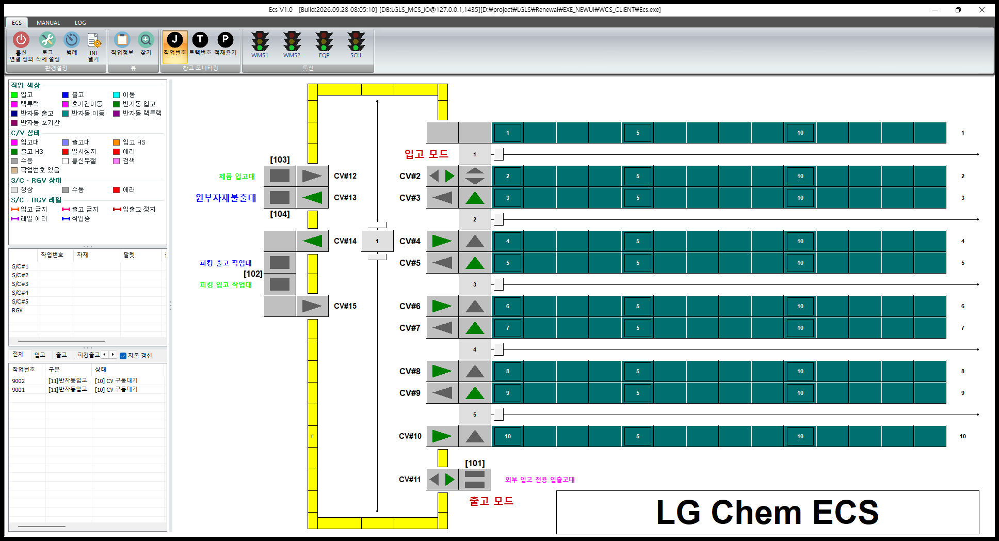 Ecs V1.0 [Build:2026.09.28 08:05:10] [DB:LGLS_MCS_IO@127.0.0.1,1435][D:₩project₩LGLS₩Renewal₩EXE_NEWUI₩WCS_CLIENT₩Ecs.exe]
ECS MANUAL LOG
통신 연결 정의
로그 삭제 설정
범례
INI 열기
환경설정
작업정보
찾기
뷰
J 작업번호
T 트랙번호
P 적재용기
창고 모니터링
WMS1 WMS2 EQP SCH
통신
작업 색상
입고 출고 이동
랙투랙 호기간이동 반자동 입고
반자동 출고 반자동 이동 반자동 랙투랙
반자동 호기간
C/V 상태
입고대 출고대 입고 HS
출고 HS 일시정지 에러
수동 통신두절 검색
작업번호 있음
S/C · RGV 상태
정상 수동 에러
S/C · RGV 레일
입고 금지 출고 금지 입출고 정지
레일 에러 작업중
작업번호 자재 팔렛
S/C#1
S/C#2
S/C#3
S/C#4
S/C#5
RGV
전체 입고 출고 피킹출고 자동 갱신
작업번호 구분 상태
9002 [11]반자동입고 [10] CV 구동대기
9001 [11]반자동입고 [10] CV 구동대기
1 5 10 1
입고 모드 1
[103]
제품 입고대 CV#12 CV#2 2 5 10 2
원부자재불출대 CV#13 CV#3 3 5 10 3
[104]
2
CV#14 1 CV#4 4 5 10 4
피킹 출고 작업대 CV#5 5 5 10 5
[102]
피킹 입고 작업대 3
CV#15 CV#6 6 5 10 6
CV#7 7 5 10 7
4
CV#8 8 5 10 8
CV#9 9 5 10 9
5
F CV#10 10 5 10 10
[101]
CV#11 외부 입고 전용 입출고대
출고 모드
LG Chem ECS